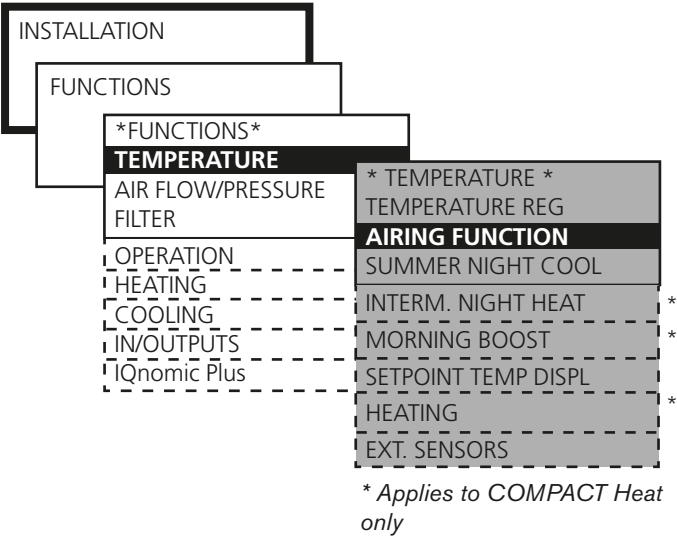 INSTALLATION
FUNCTIONS
*FUNCTIONS*
TEMPERATURE
AIR FLOW/PRESSURE
FILTER
OPERATION
HEATING
COOLING
IN/OUTPUTS
IQnomic Plus
* TEMPERATURE *
TEMPERATURE REG
AIRING FUNCTION
SUMMER NIGHT COOL
INTERM. NIGHT HEAT *
MORNING BOOST *
SETPOINT TEMP DISPL
HEATING *
EXT. SENSORS
* Applies to COMPACT Heat
only